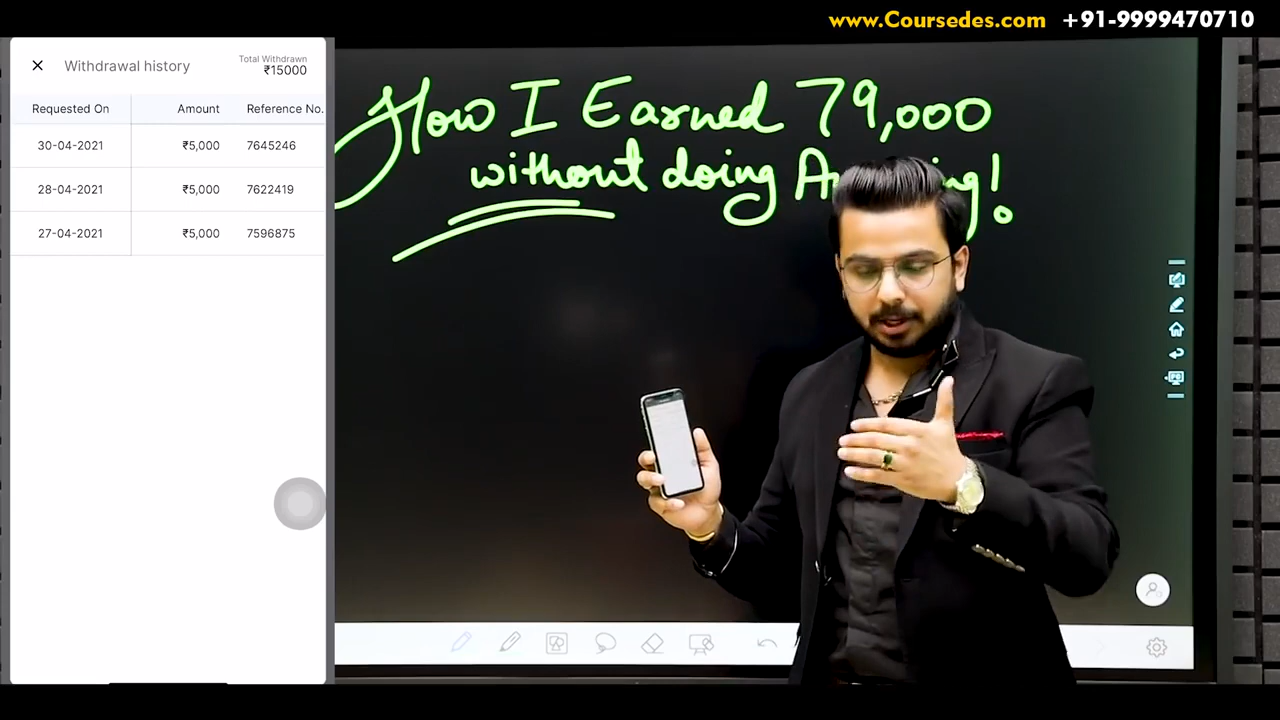 www.Coursedes.com +91-9999470710
Withdrawal history
Total Withdrawn
₹15000
Requested On Amount Reference No.
30-04-2021 ₹5,000 7645246
28-04-2021 ₹5,000 7622419
27-04-2021 ₹5,000 7596875
How I Earned 79,000
without doing